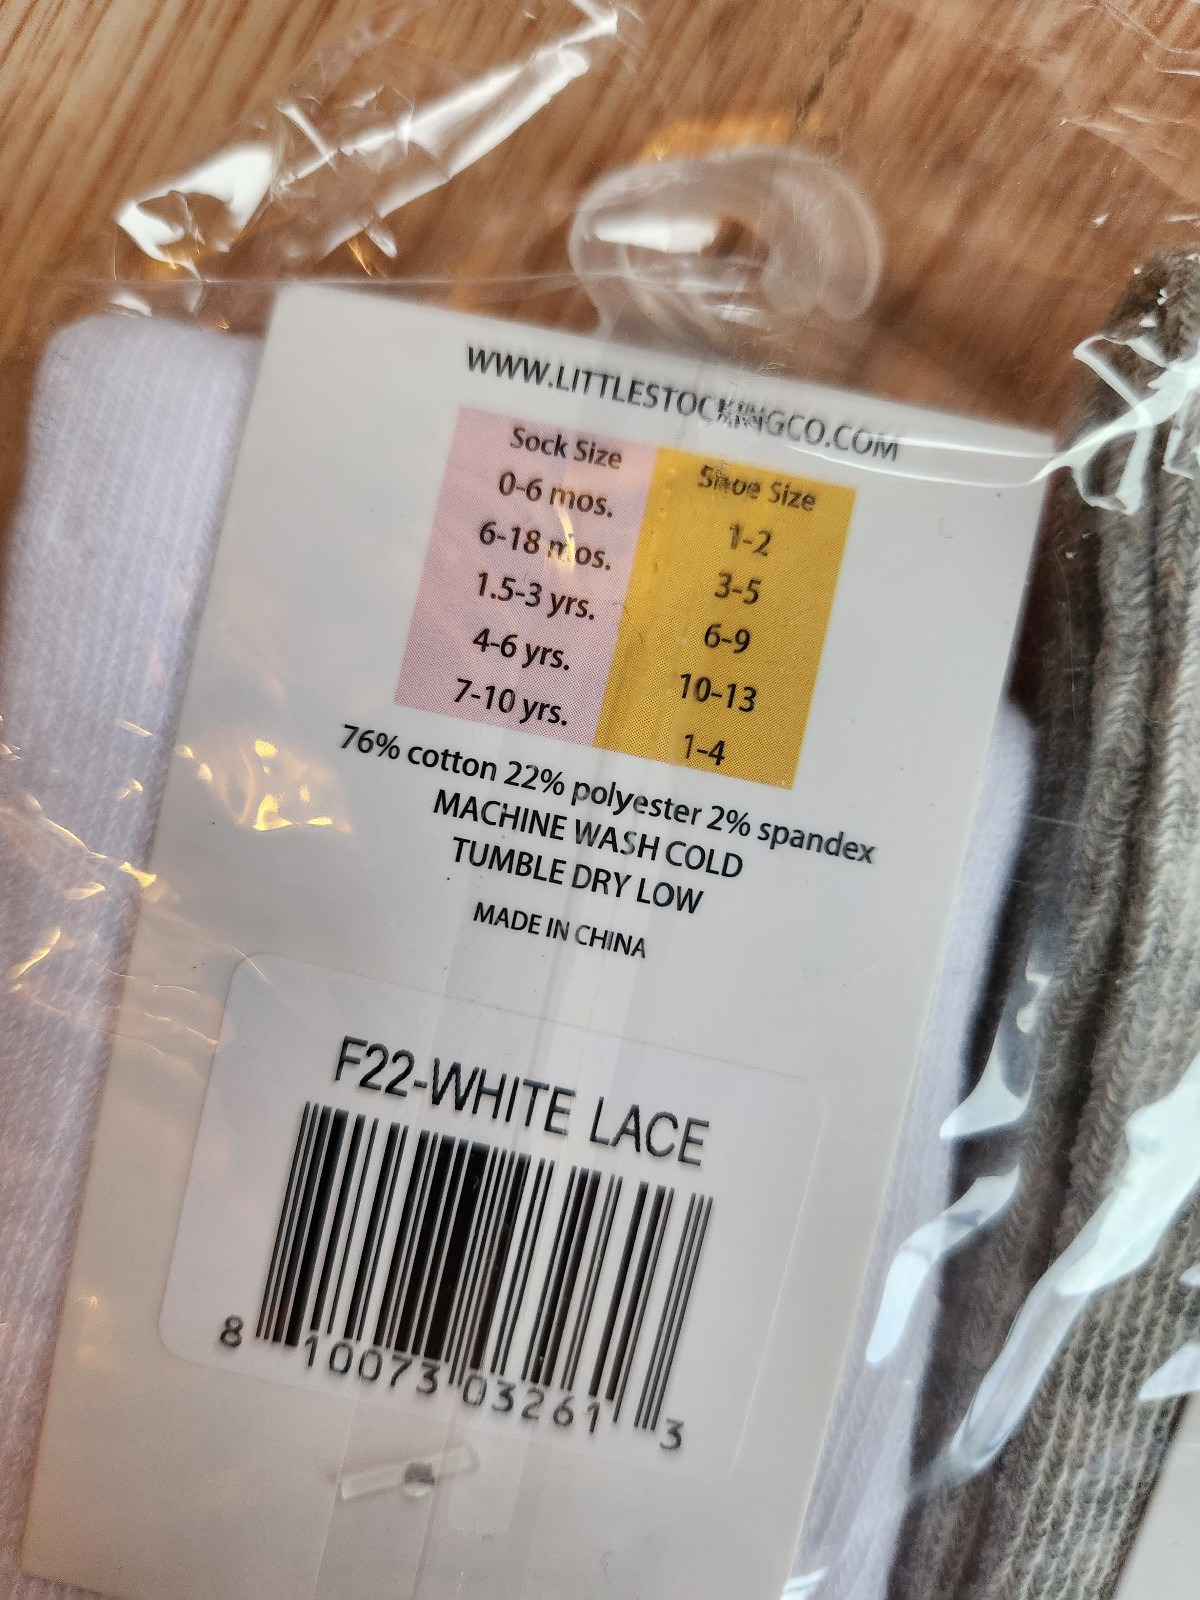 WWW.LITTLESTOCKINGCO.COM
Sock Size Shoe Size
0-6 mos. 1-2
6-18 mos. 3-5
1.5-3 yrs. 6-9
4-6 yrs. 10-13
7-10 yrs. 1-4
76% cotton 22% polyester 2% spandex
MACHINE WASH COLD
TUMBLE DRY LOW
MADE IN CHINA
F22-WHITE LACE
8 10073 03261 3